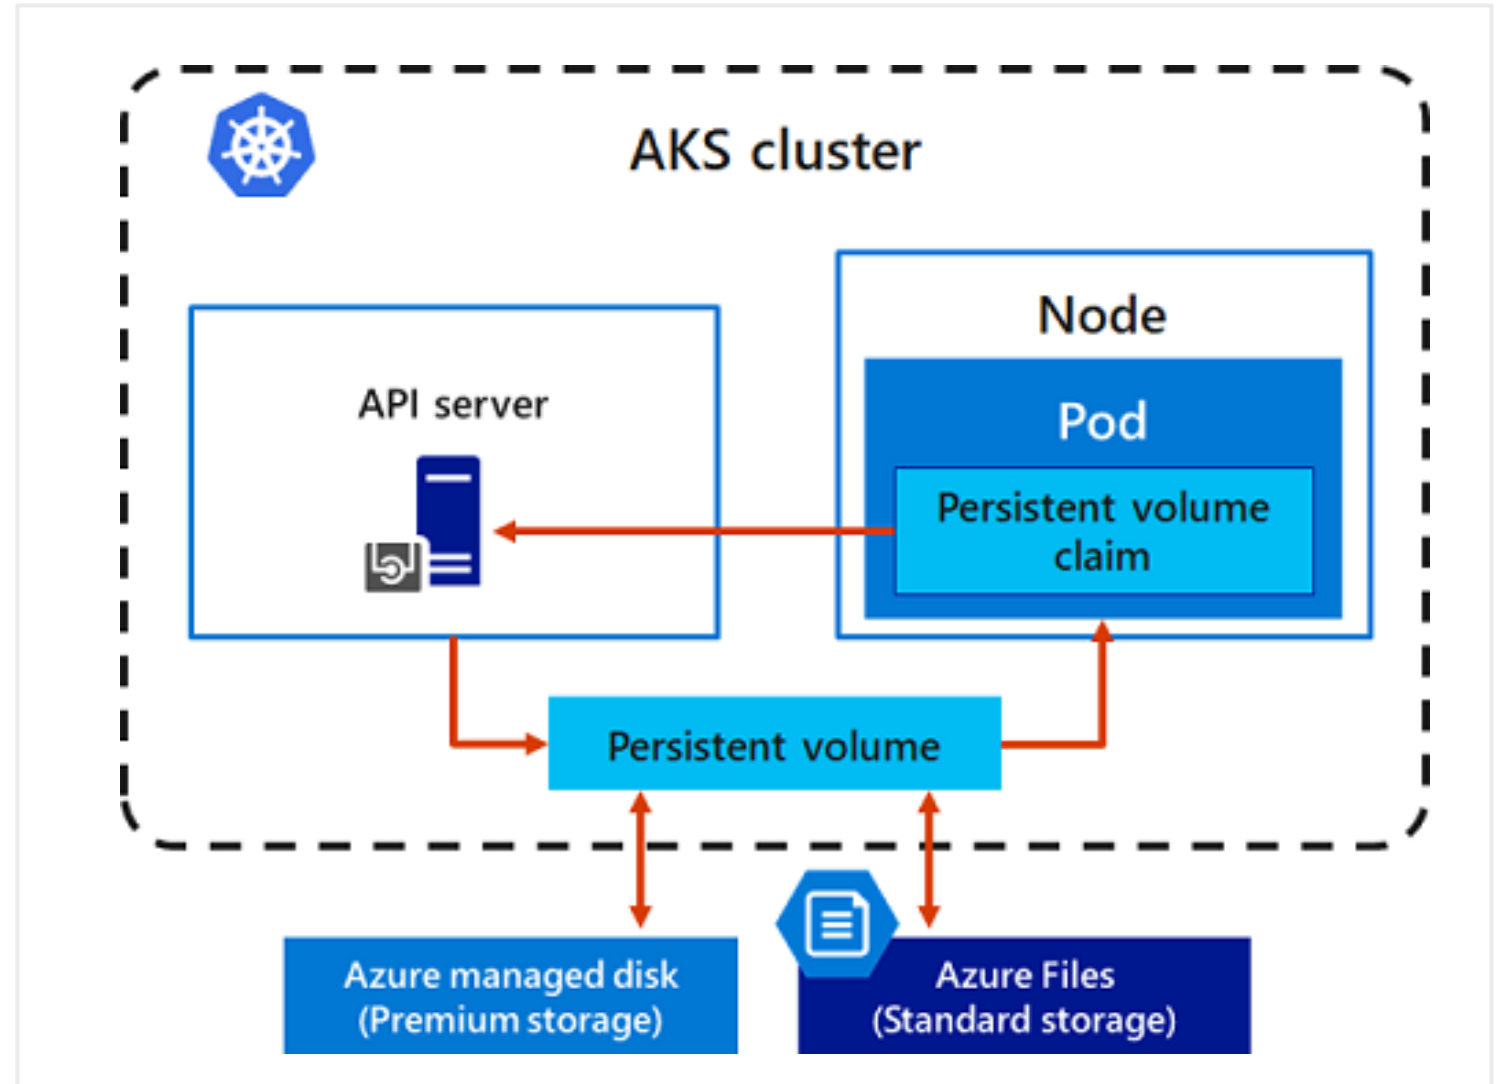 AKS cluster
Node
API server
Pod
Persistent volume
claim
Persistent volume
Azure managed disk
(Premium storage)
Azure Files
(Standard storage)